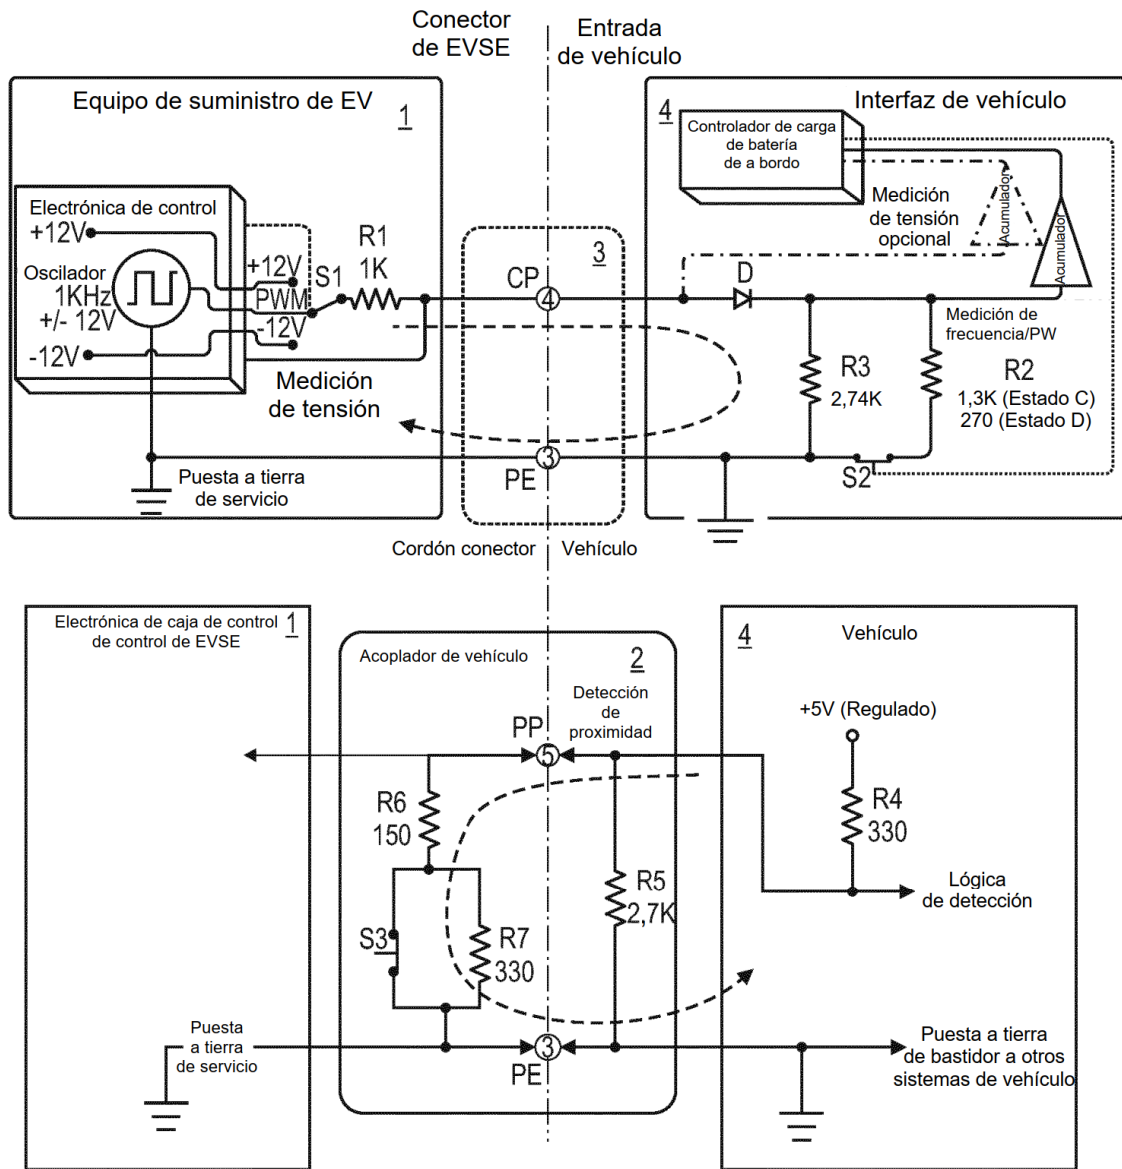 Conector
de EVSE
Entrada
de vehículo
Equipo de suministro de EV
1
Electrónica de control
+12V
Oscilador
1KHz
+/- 12V
-12V
+12V
PWM
-12V
S1
R1
1K
Medición
de tensión
Puesta a tierra
de servicio
CP
4
3
3
PE
Interfaz de vehículo
4
Controlador de carga
de batería
de a bordo
Medición
de tensión
opcional
Acumulador
Acumulador
D
Medición de
frecuencia/PW
R3
2,74K
R2
1,3K (Estado C)
270 (Estado D)
S2
Cordón conector
Vehículo
Electrónica de caja de control
de control de EVSE
1
Acoplador de vehículo
2
Detección
de
proximidad
PP
5
R6
150
S3
R7
330
R5
2,7K
Puesta
a tierra
de servicio
3
PE
4
Vehículo
+5V (Regulado)
R4
330
Lógica
de detección
Puesta a tierra
de bastidor a otros
sistemas de vehículo